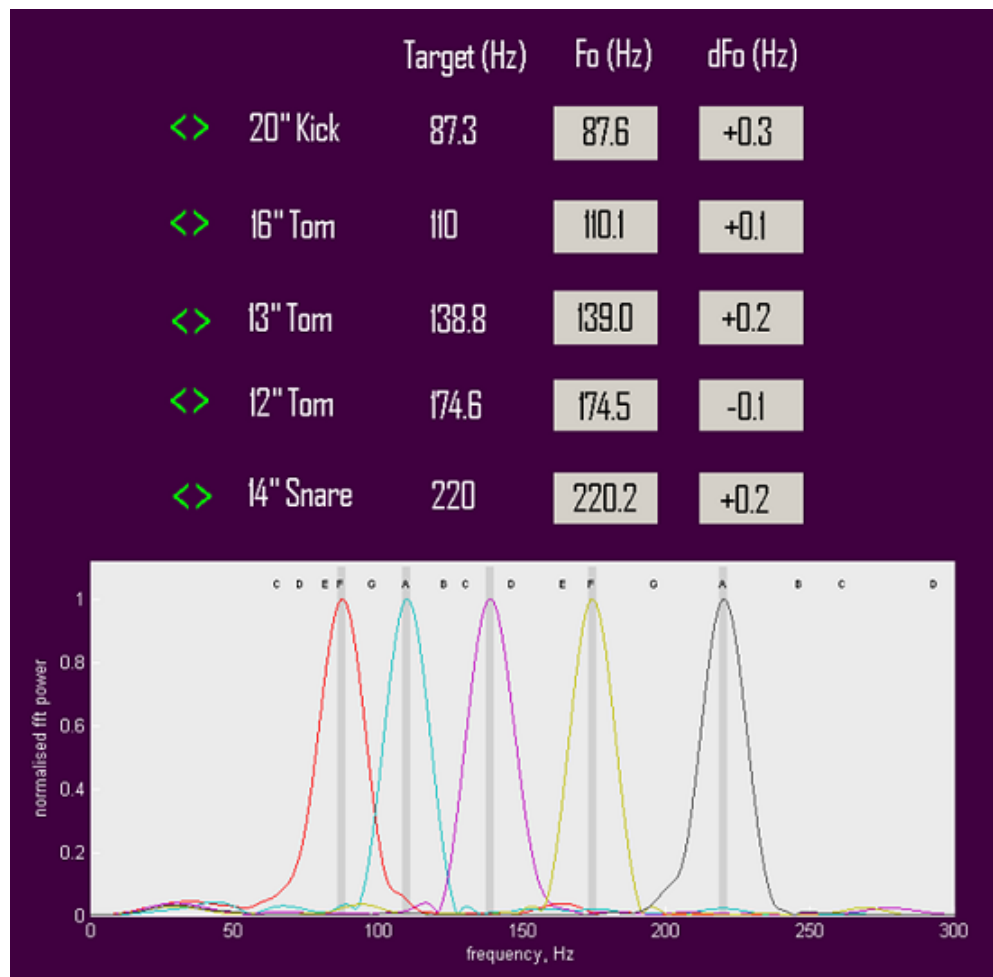 Target (Hz) Fo (Hz) dFo (Hz)
<> 20" Kick 87.3 87.6 +0.3
<> 16" Tom 110 110.1 +0.1
<> 13" Tom 138.8 139.0 +0.2
<> 12" Tom 174.6 174.5 -0.1
<> 14" Snare 220 220.2 +0.2
C D E F G A B C D E F G A B C D
1
0.8
0.6
0.4
0.2
0
normalised fft power
0 50 100 150 200 250 300
frequency, Hz